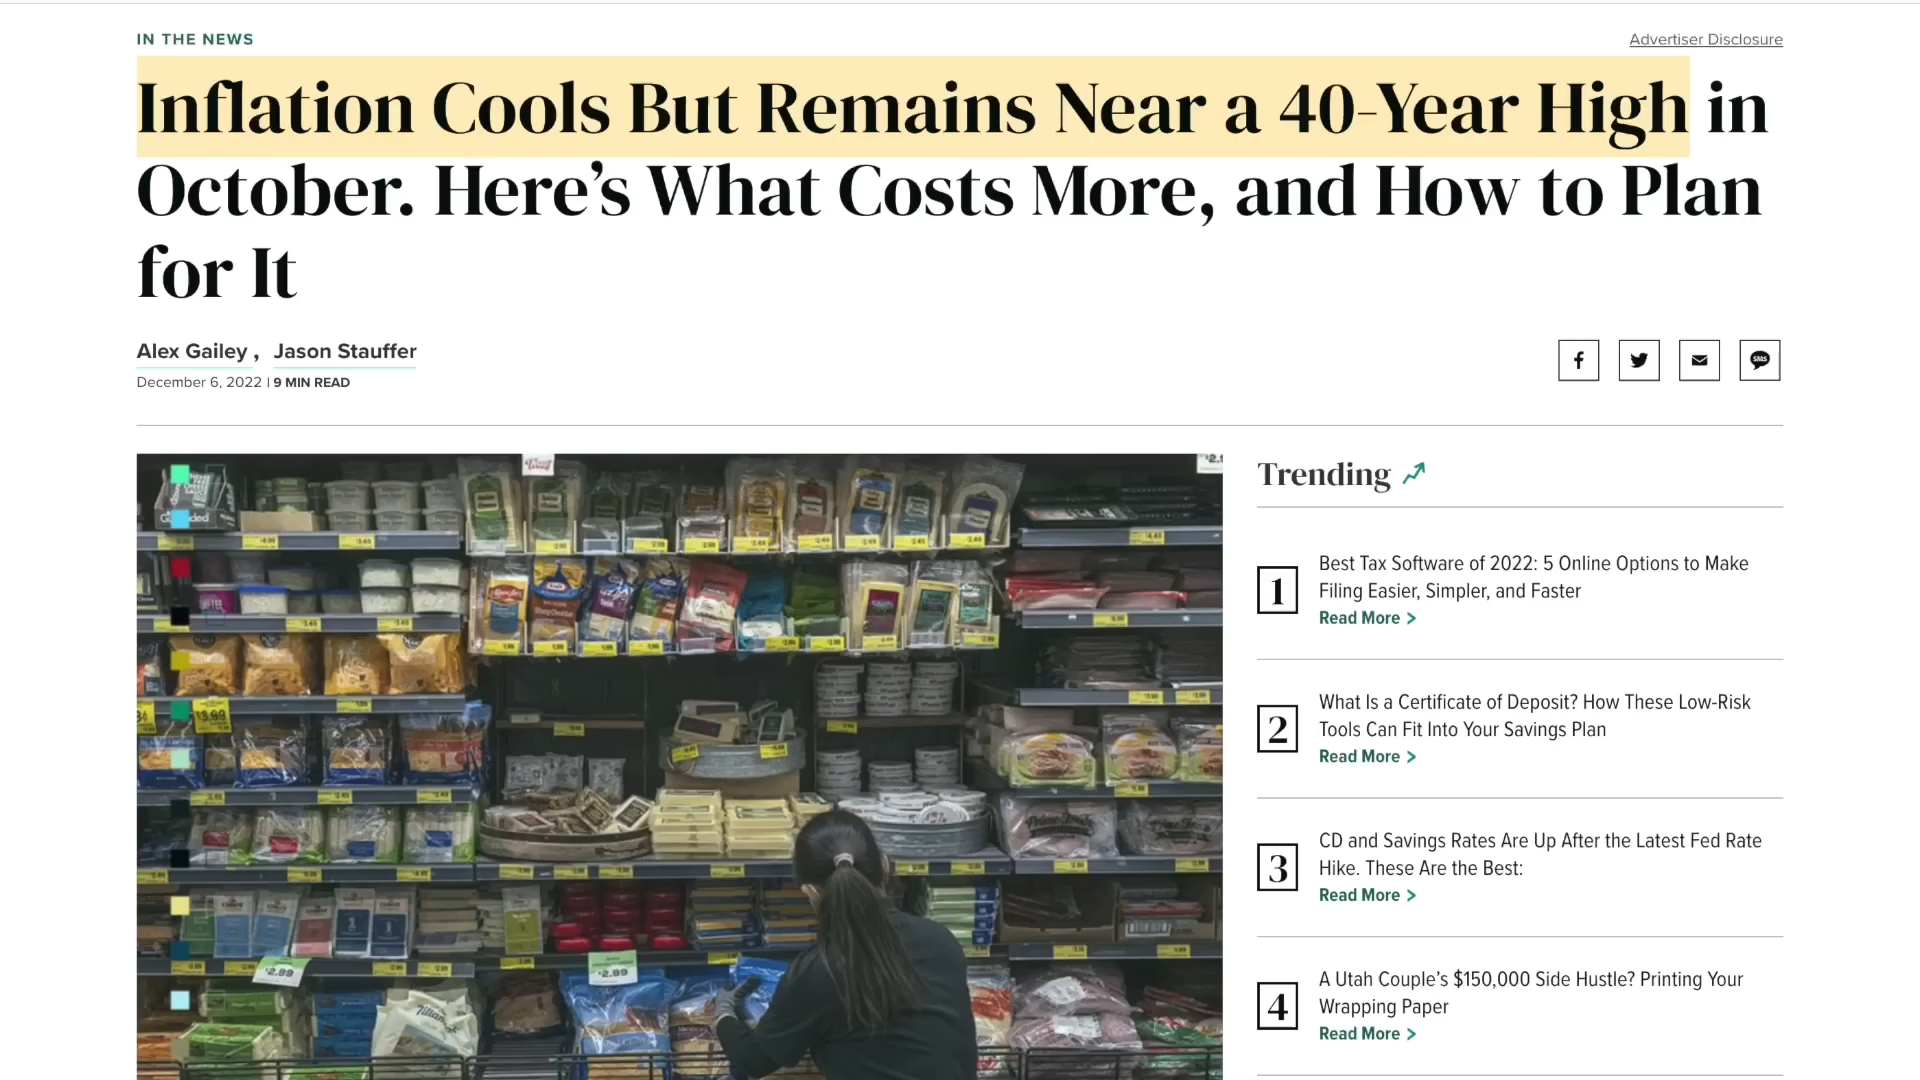 IN THE NEWS
Advertiser Disclosure
Inflation Cools But Remains Near a 40-Year High in
October. Here’s What Costs More, and How to Plan
for It
Alex Gailey , Jason Stauffer
December 6, 2022 | 9 MIN READ
SMS
Trending
1
Best Tax Software of 2022: 5 Online Options to Make
Filing Easier, Simpler, and Faster
Read More >
2
What Is a Certificate of Deposit? How These Low-Risk
Tools Can Fit Into Your Savings Plan
Read More >
3
CD and Savings Rates Are Up After the Latest Fed Rate
Hike. These Are the Best:
Read More >
4
A Utah Couple’s $150,000 Side Hustle? Printing Your
Wrapping Paper
Read More >
$2.99
$2.99